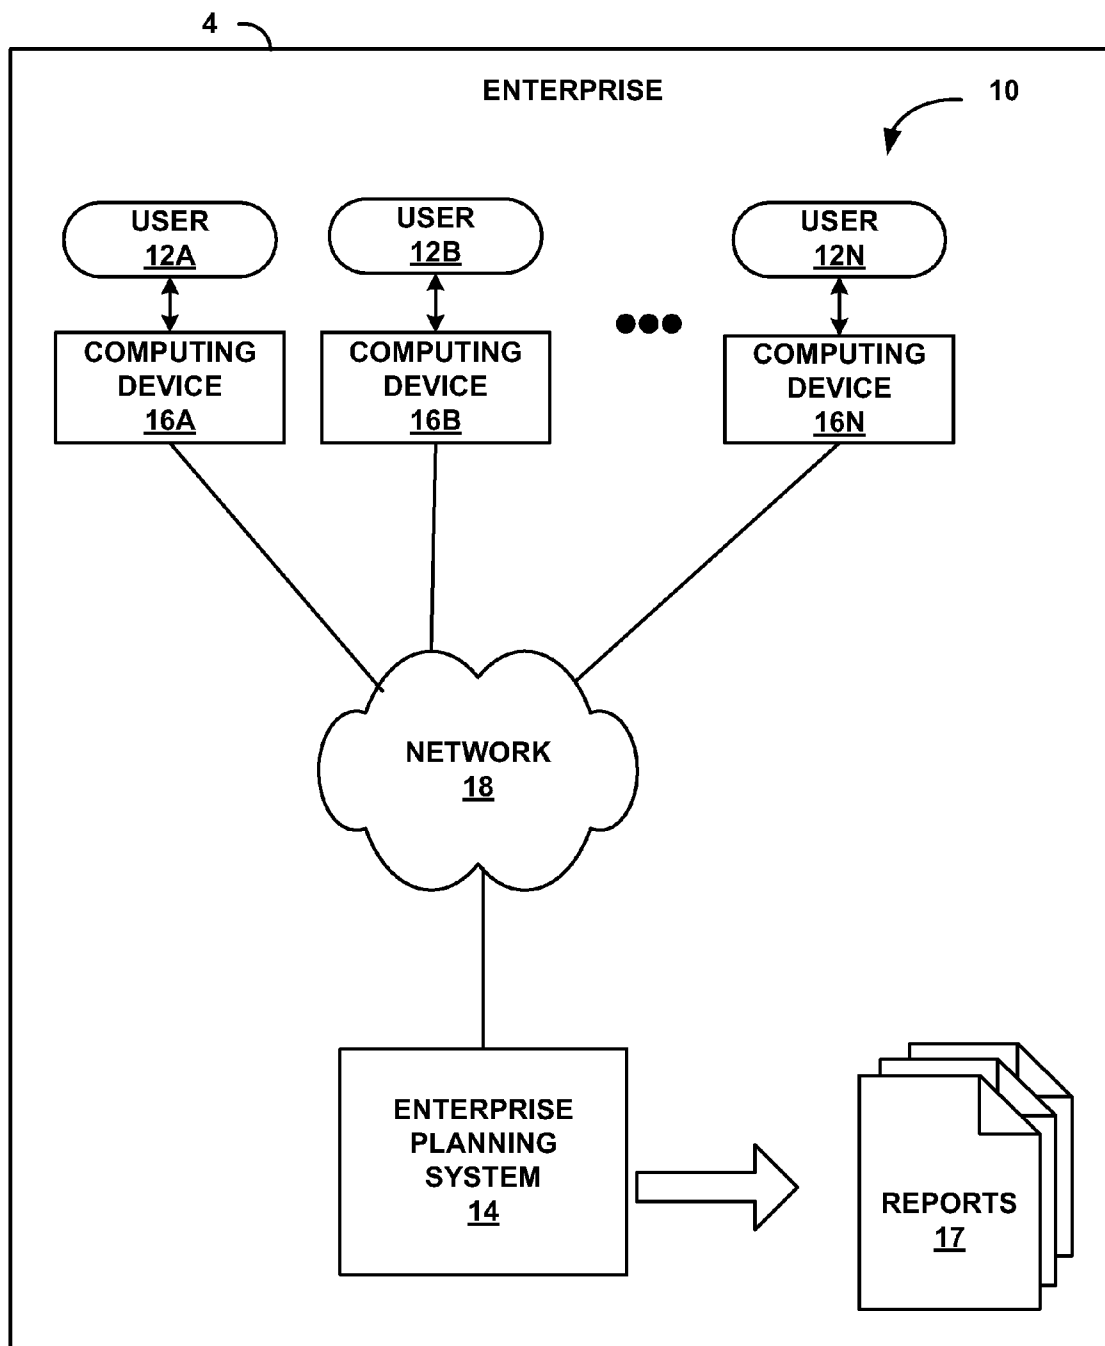 4
ENTERPRISE
10
USER
12A
USER
12B
USER
12N
COMPUTING
DEVICE
16A
COMPUTING
DEVICE
16B
COMPUTING
DEVICE
16N
NETWORK
18
ENTERPRISE
PLANNING
SYSTEM
14
REPORTS
17